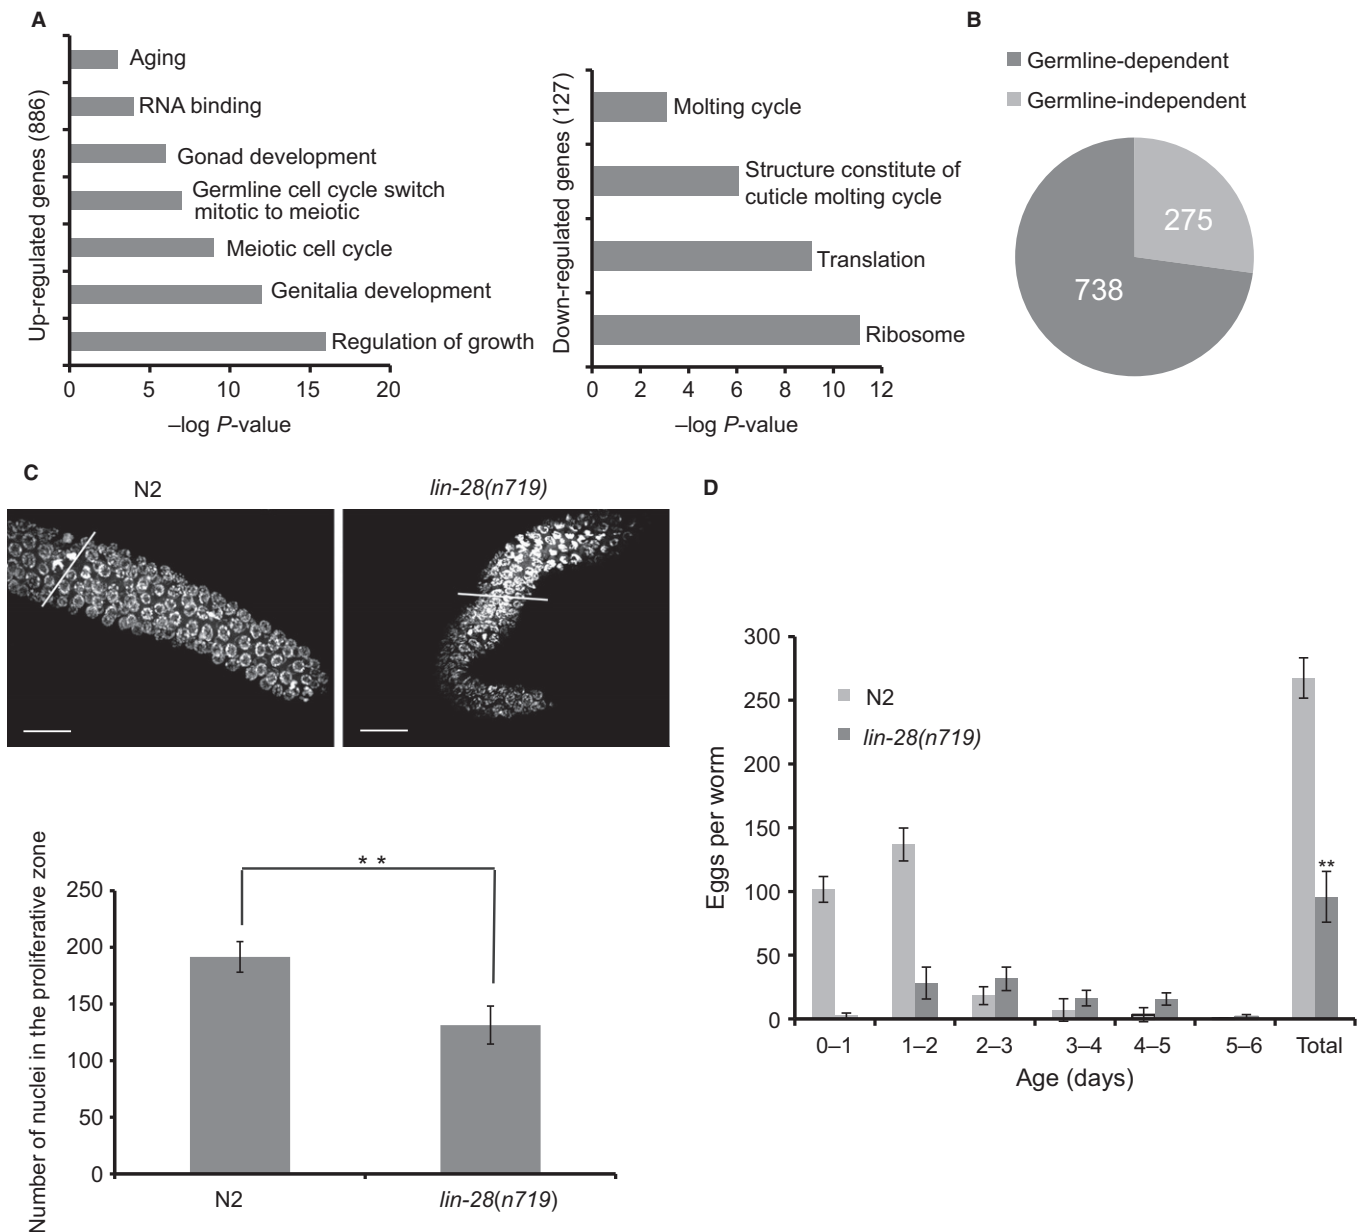 A
Up-regulated genes (886)
Aging
RNA binding
Gonad development
Germline cell cycle switch
mitotic to meiotic
Meiotic cell cycle
Genitalia development
Regulation of growth
0 5 10 15 20
–log P-value
Down-regulated genes (127)
Molting cycle
Structure constitute of
cuticle molting cycle
Translation
Ribosome
0 2 4 6 8 10 12
–log P-value
B
Germline-dependent
Germline-independent
275
738
C
N2
lin-28(n719)
Number of nuclei in the proliferative zone
250
200
150
100
50
0
* *
N2
lin-28(n719)
D
Eggs per worm
300
250
200
150
100
50
0
N2
lin-28(n719)
**
0–1 1–2 2–3 3–4 4–5 5–6 Total
Age (days)